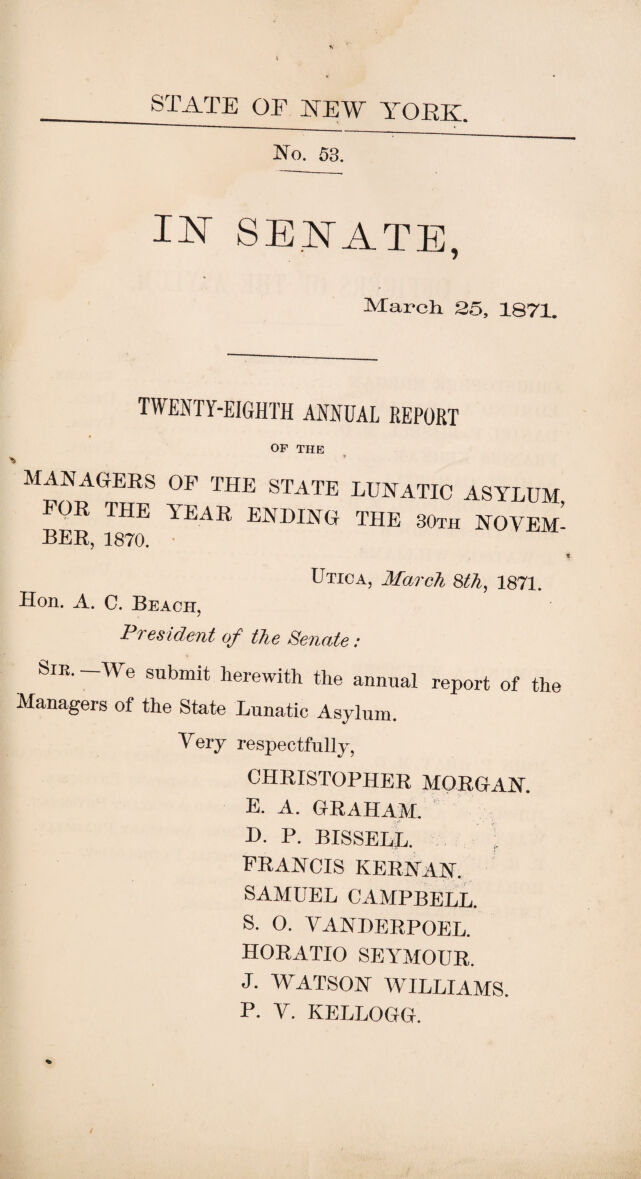 STATE OF NEW YORK.
No. 53.
IN SENATE,
March 25, 1871.
TWENTY-EIGHTH ANNUAL REPORT
OF THE
MANAGERS OF THE STATE LUNATIC ASYLUM,
FOR THE YEAR ENDING THE 30TH NOVEM-
BER, 1870.
UTICA, March 8th, 1871.
Hon. A. C. BEACH,
President of the Senate:
SIR.—We submit herewith the annual report of the
Managers of the State Lunatic Asylum.
Very respectfully,
CHRISTOPHER MORGAN.
E. A. GRAHAM.
D. P. BISSELL.
FRANCIS KERNAN.
SAMUEL CAMPBELL.
S. O. VANDERPOEL.
HORATIO SEYMOUR.
J. WATSON WILLIAMS.
P. V. KELLOGG.